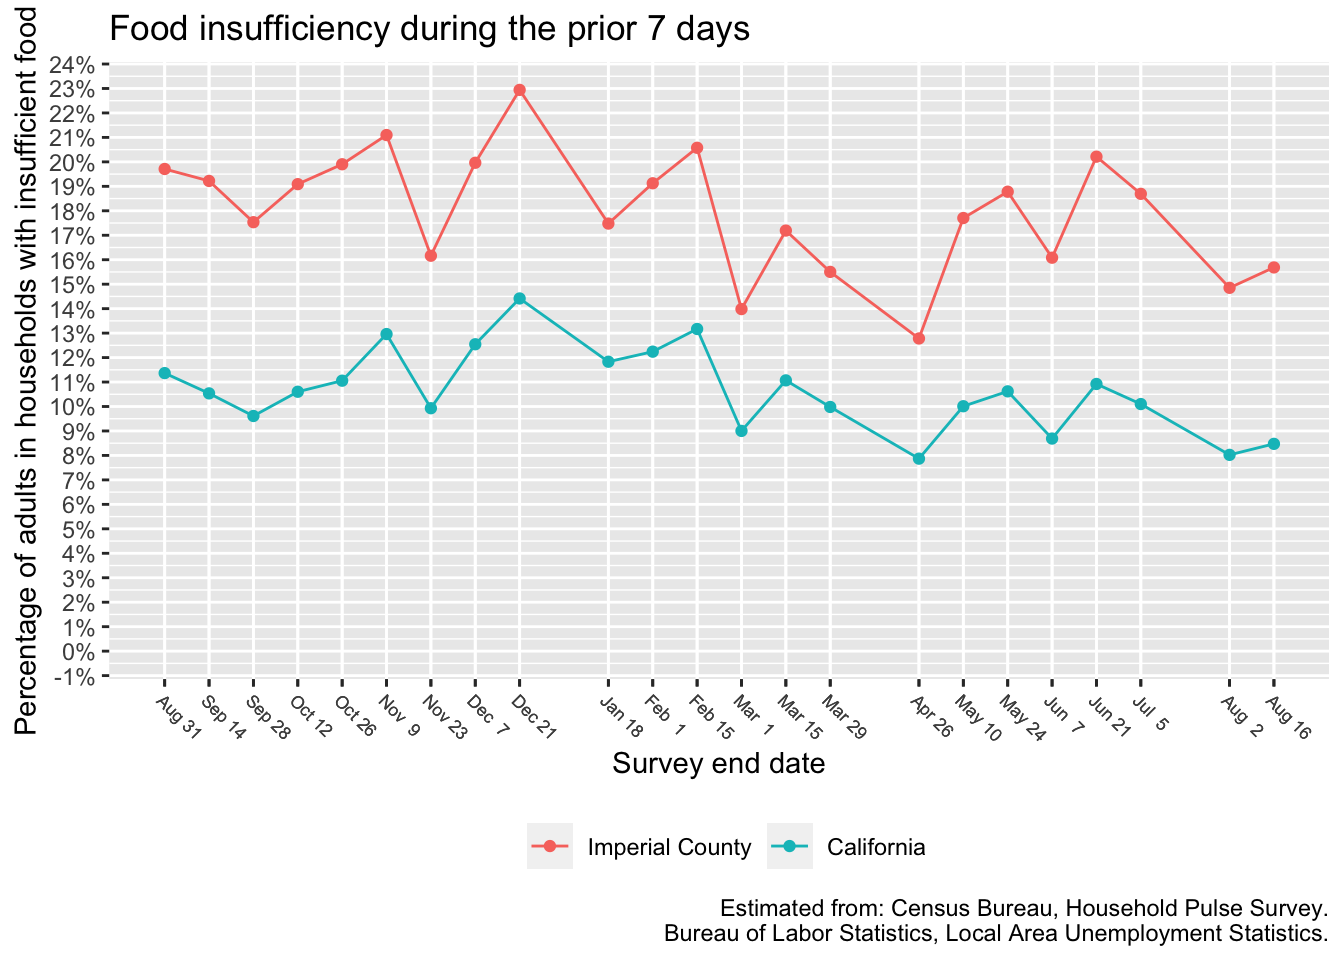 Food insufficiency during the prior 7 days
Percentage of adults in households with insufficient food
24%
23%
22%
21%
20%
19%
18%
17%
16%
15%
14%
13%
12%
11%
10%
9%
8%
7%
6%
5%
4%
3%
2%
1%
0%
-1%
Aug 31
Sep 14
Sep 28
Oct 12
Oct 26
Nov 9
Nov 23
Dec 7
Dec 21
Jan 18
Feb 1
Feb 15
Mar 1
Mar 15
Mar 29
Apr 26
May 10
May 24
Jun 7
Jun 21
Jul 5
Aug 2
Aug 16
Survey end date
Imperial County
California
Estimated from: Census Bureau, Household Pulse Survey.
Bureau of Labor Statistics, Local Area Unemployment Statistics.